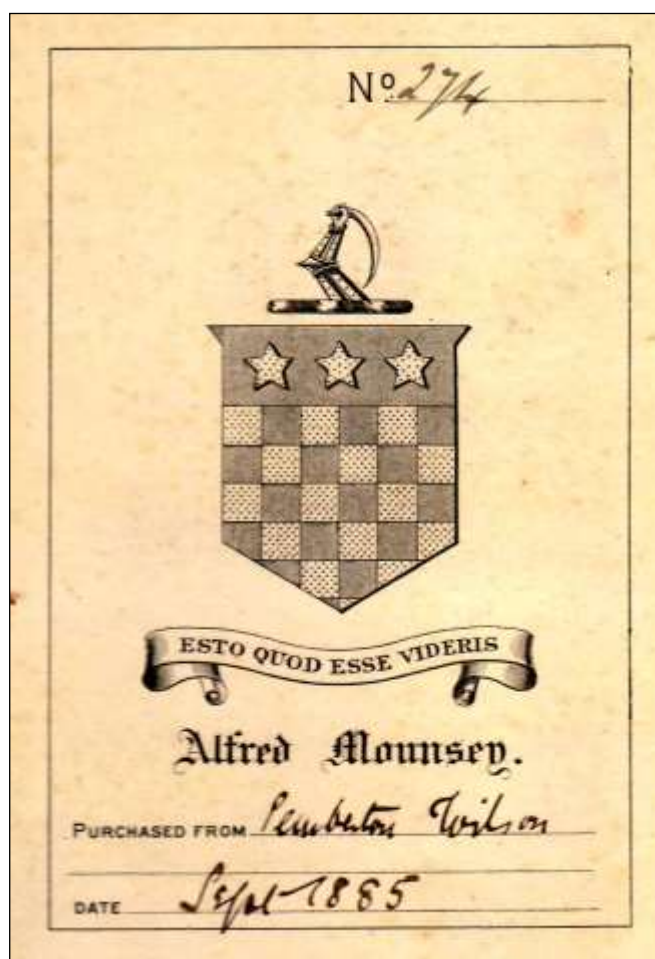 No. 274
ESTO QUOD ESSE VIDERIS
Alfred Mounsey.
PURCHASED FROM Pemberton Wilson
DATE Sept 1885